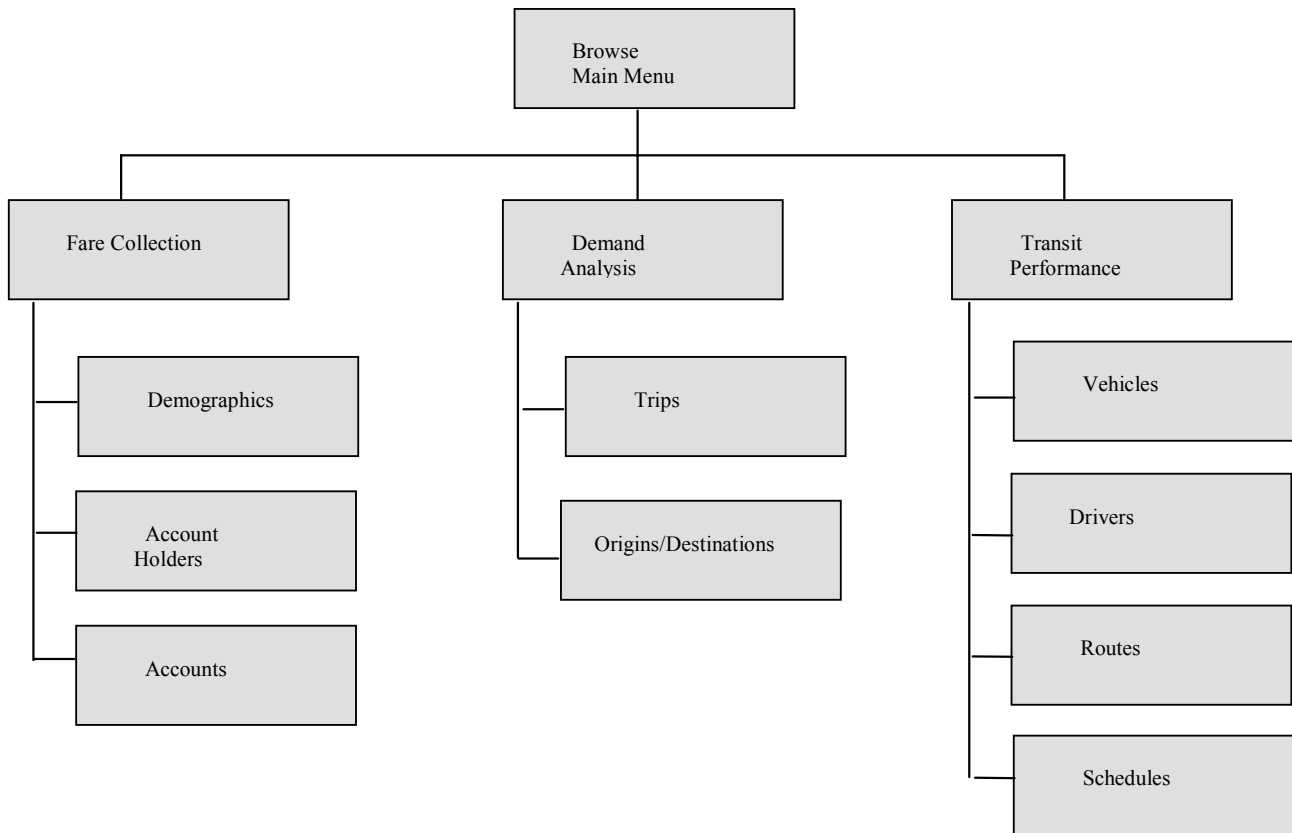 Browse
Main Menu
Fare Collection
Demand
Analysis
Transit
Performance
Demographics
Account
Holders
Accounts
Trips
Origins/Destinations
Vehicles
Drivers
Routes
Schedules